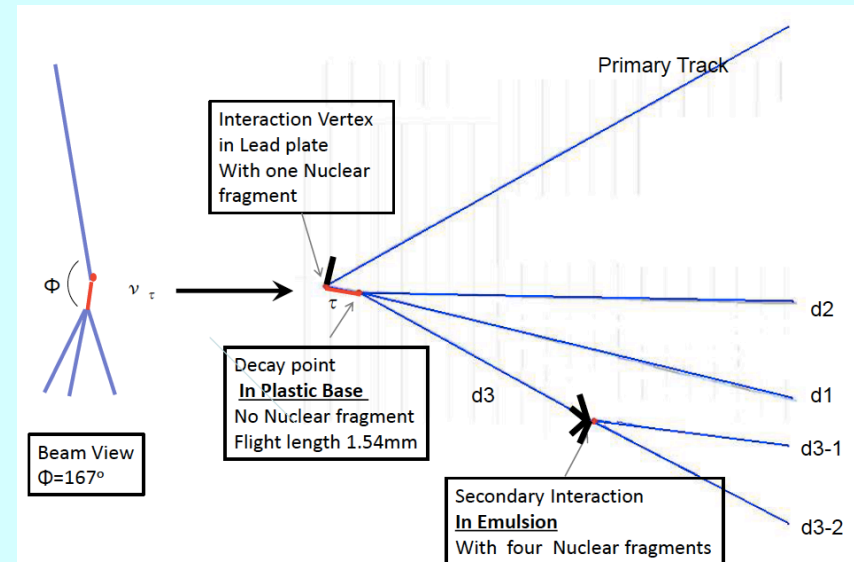 Primary Track
Interaction Vertex
in Lead plate
With one Nuclear
fragment
Φ
ν τ
τ
d2
Decay point
In Plastic Base
No Nuclear fragment
Flight length 1.54mm
d3
d1
Beam View
Φ=167º
d3-1
Secondary Interaction
In Emulsion
With four Nuclear fragments
d3-2